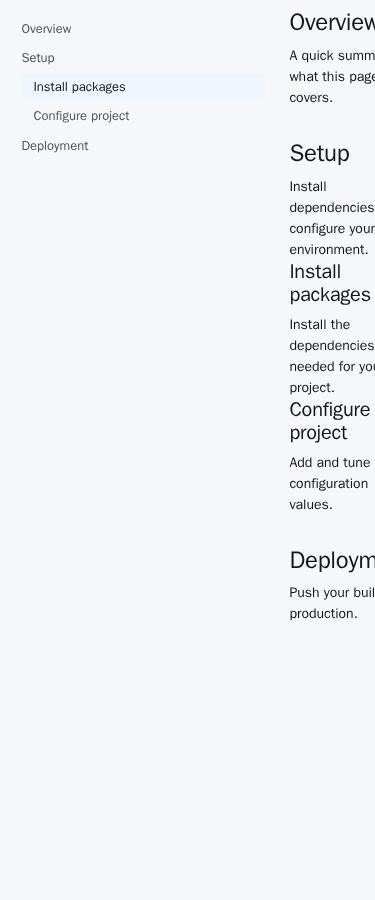 Overview
Setup
Install packages
Configure project
Deployment
Overview
A quick summ
what this page
covers.
Setup
Install
dependencies
configure your
environment.
Install
packages
Install the
dependencies
needed for you
project.
Configure
project
Add and tune
configuration
values.
Deploym
Push your buil
production.